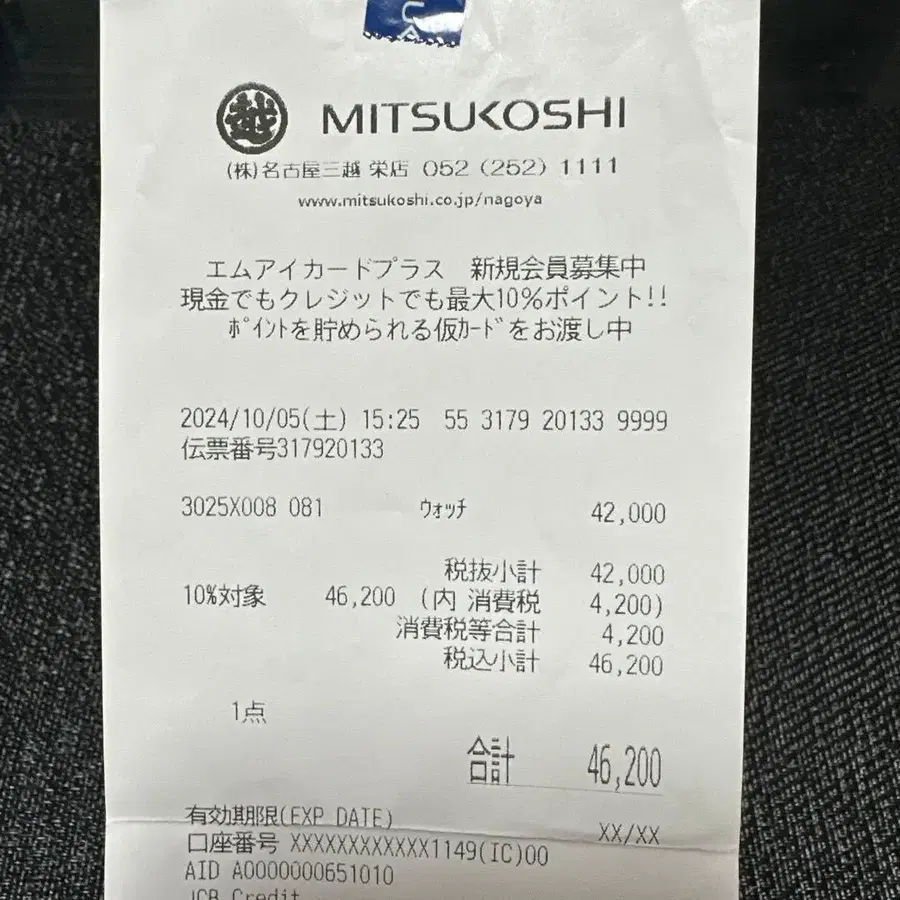 越 MITSUKOSHI
(株)名古屋三越 栄店 052 (252) 1111
www.mitsukoshi.co.jp/nagoya
エムアイカードプラス 新規会員募集中
現金でもクレジットでも最大10%ポイント!!
ﾎﾟｲﾝﾄを貯められる仮ｶｰﾄﾞをお渡し中
2024/10/05(土) 15:25 55 3179 20133 9999
伝票番号317920133
3025X008 081 ｳｫｯﾁ 42,000
税抜小計 42,000
10%対象 46,200 (内 消費税 4,200)
消費税等合計 4,200
税込小計 46,200
1点
合計 46,200
有効期限(EXP DATE) XX/XX
口座番号 XXXXXXXXXXXX1149(IC)00
AID A0000000651010
JCB Credit